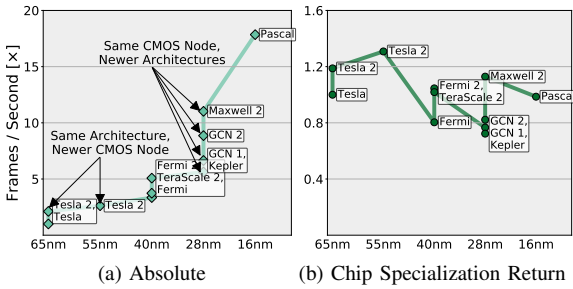 20
15
10
5
Frames / Second [×]
Same CMOS Node,
Newer Architectures
Same Architecture,
Newer CMOS Node
Pascal
Maxwell 2
GCN 2
GCN 1,
Kepler
Fermi 2
TeraScale 2,
Fermi
Tesla 2,
Tesla
Tesla 2
65nm 55nm 40nm 28nm 16nm
(a) Absolute
1.6
1.2
0.8
0.4
Tesla 2
Tesla 2
Tesla
Fermi 2,
TeraScale 2
Fermi
Maxwell 2
Pasca
GCN 2,
GCN 1,
Kepler
65nm 55nm 40nm 28nm 16nm
(b) Chip Specialization Return